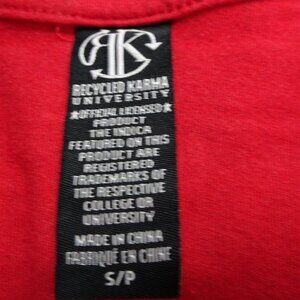 RK
RECYCLED KARMA
UNIVERSITY
★OFFICIAL LICENSED★
PRODUCT
THE INDICA
FEATURED ON THIS
PRODUCT ARE
REGISTERED
TRADEMARKS OF
THE RESPECTIVE
COLLEGE OR
UNIVERSITY
MADE IN CHINA
FABRIQUÉ EN CHINE
S/P